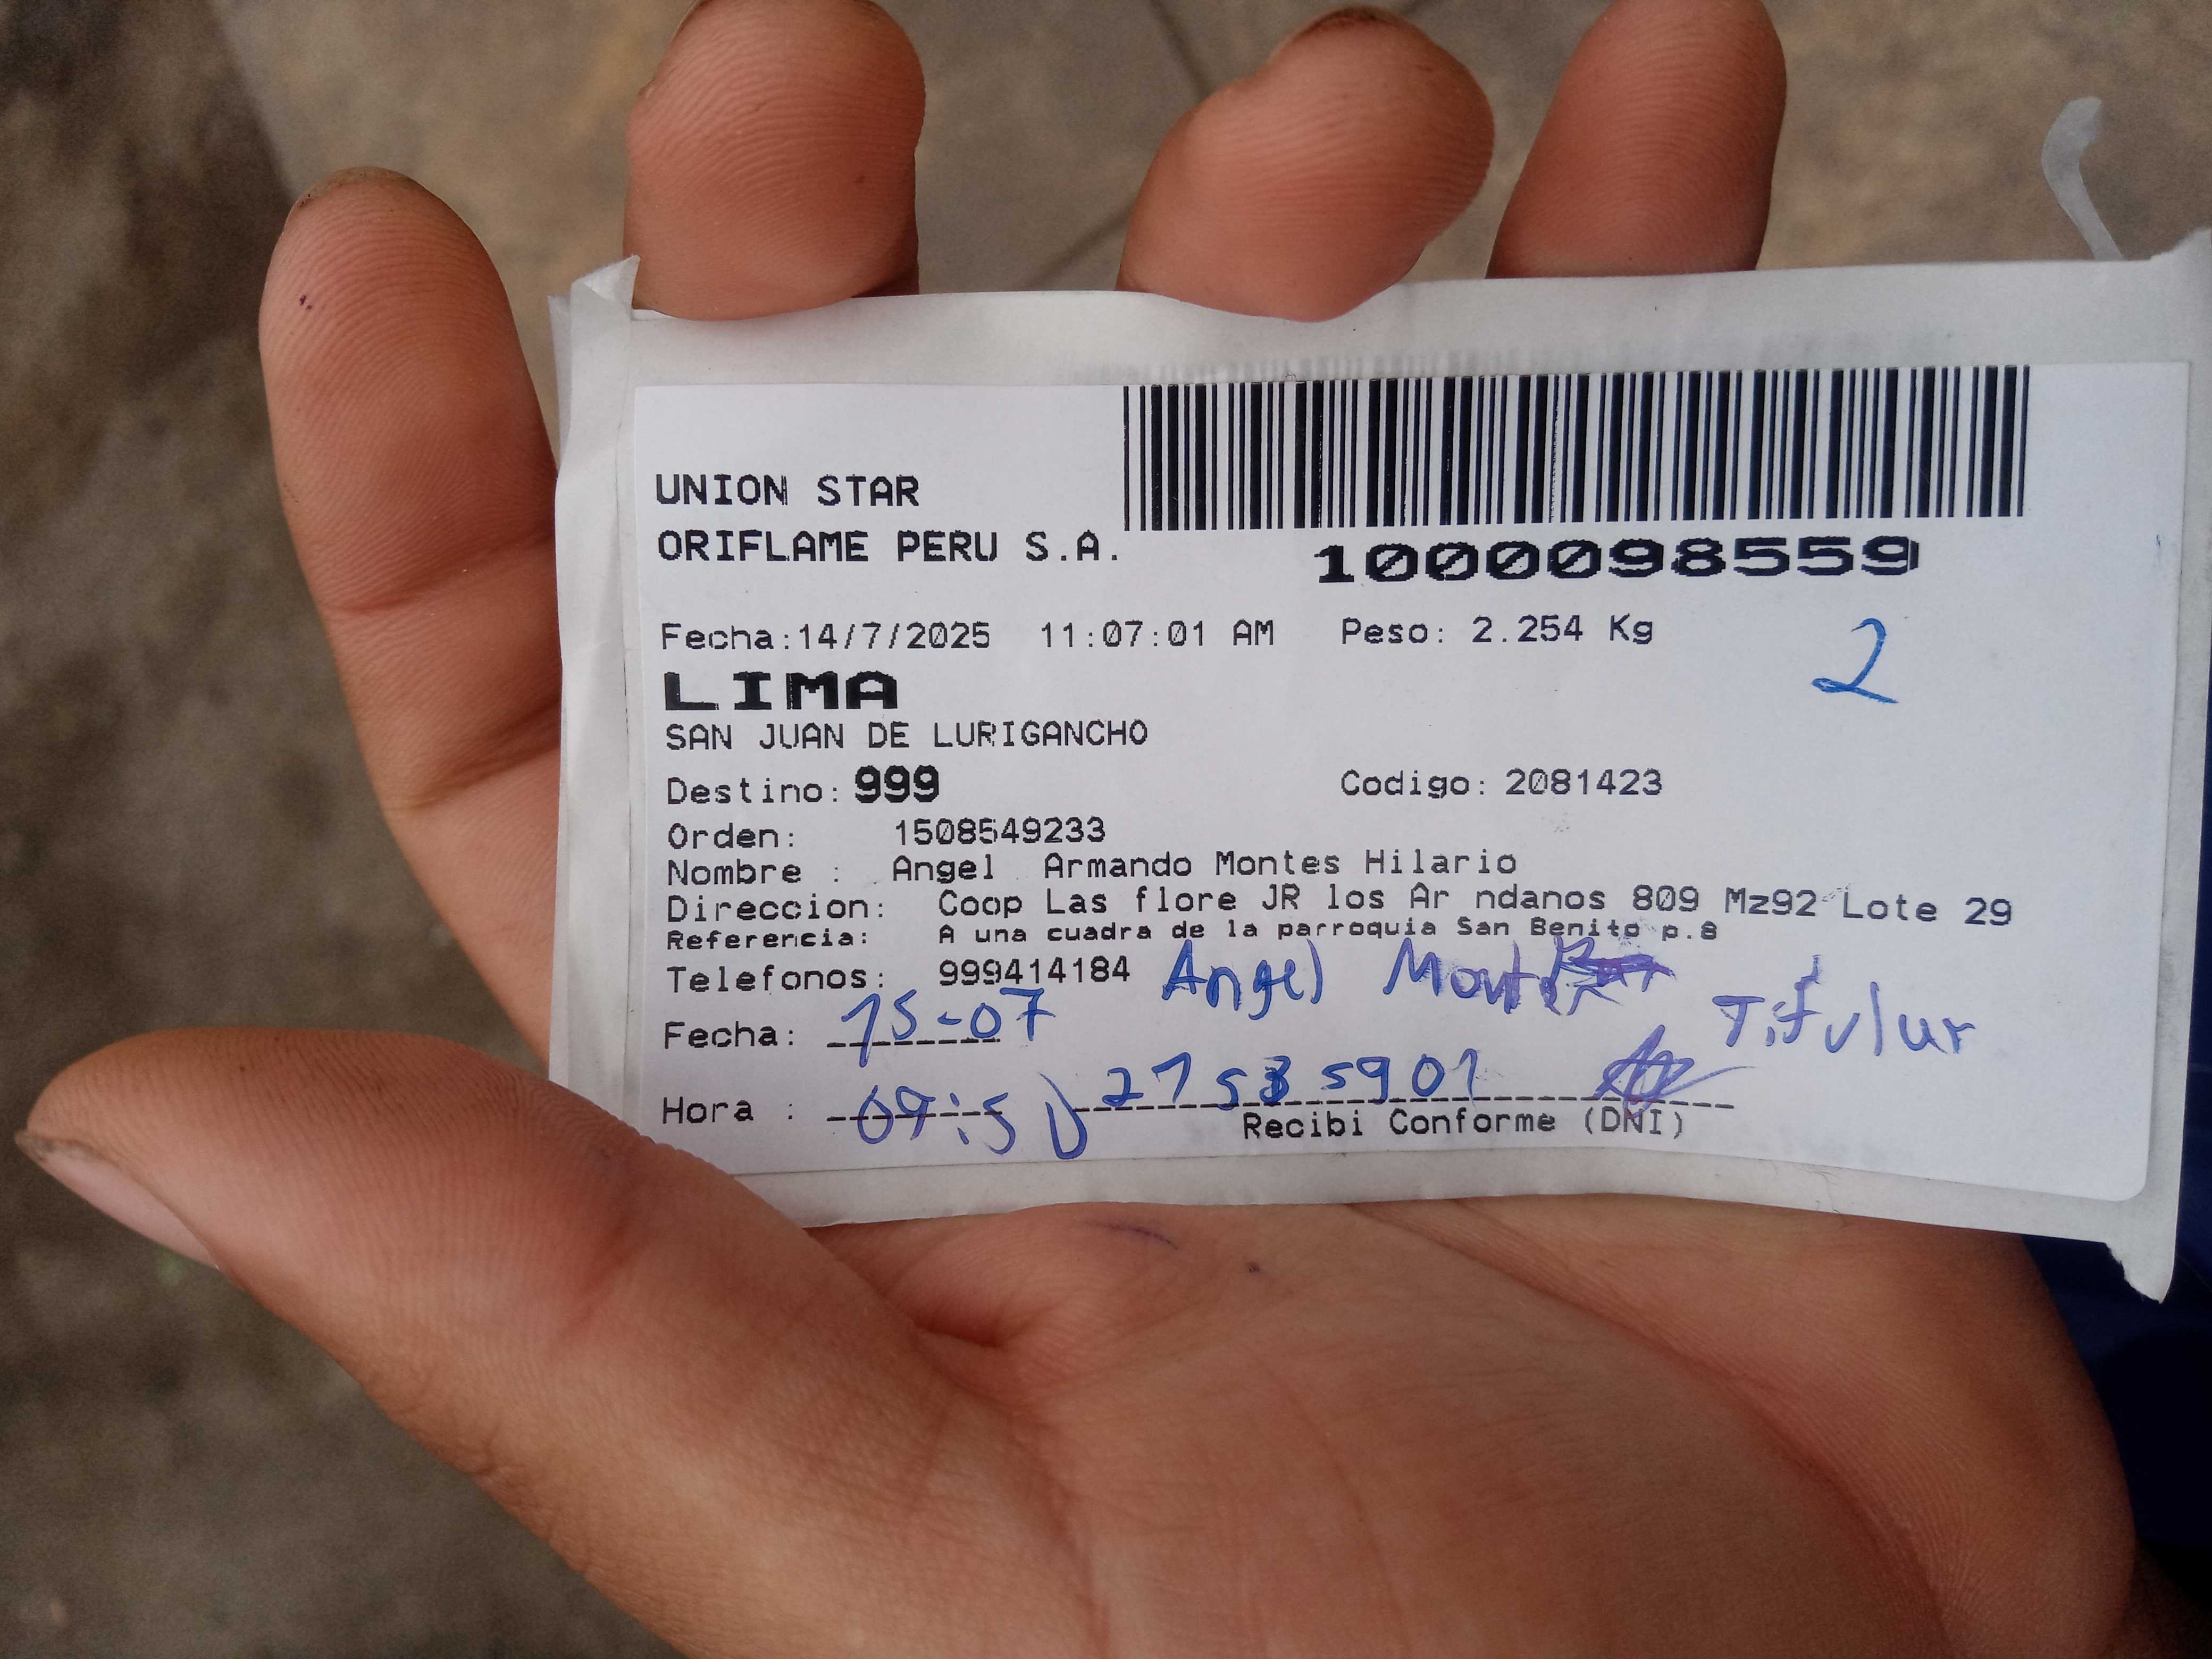 UNION STAR
ORIFLAME PERU S.A.
1000098559
Fecha:14/7/2025 11:07:01 AM Peso: 2.254 Kg
2
LIMA
SAN JUAN DE LURIGANCHO
Destino: 999 Codigo: 2081423
Orden: 1508549233
Nombre : Angel Armando Montes Hilario
Direccion: Coop Las flore JR los Ar ndanos 809 Mz92 Lote 29
Referencia: A una cuadra de la parroquia San Benito p.8
Telefonos: 999414184 Angel
Fecha: 15-07 Titular
Hora : 09:50
Recibi Conforme (DNI)